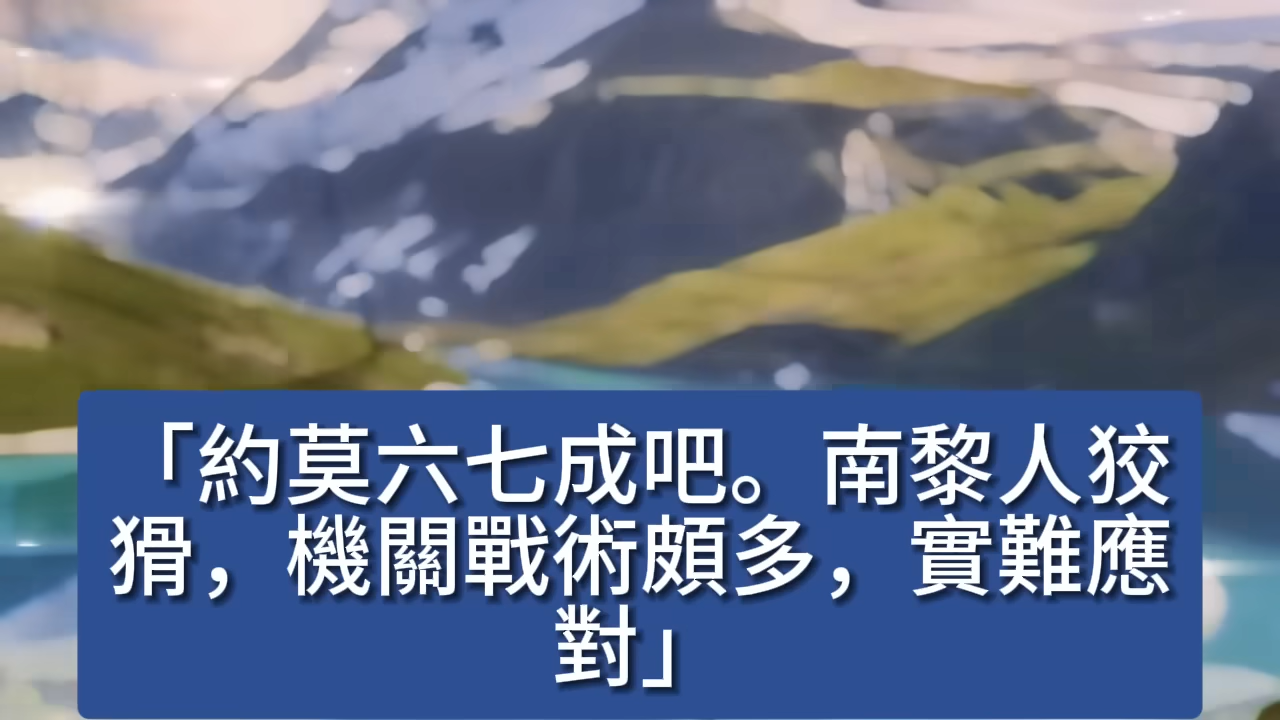 「約莫六七成吧。南黎人狡
猾，機關戰術頗多，實難應
對」